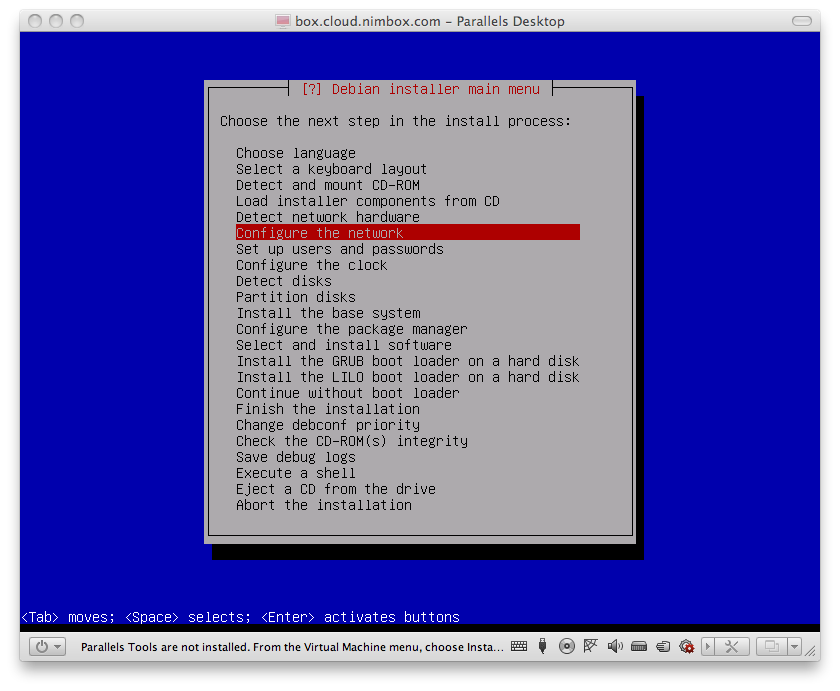 box.cloud.nimbox.com – Parallels Desktop
[?] Debian installer main menu
Choose the next step in the install process:
Choose language
Select a keyboard layout
Detect and mount CD-ROM
Load installer components from CD
Detect network hardware
Configure the network
Set up users and passwords
Configure the clock
Detect disks
Partition disks
Install the base system
Configure the package manager
Select and install software
Install the GRUB boot loader on a hard disk
Install the LILO boot loader on a hard disk
Continue without boot loader
Finish the installation
Change debconf priority
Check the CD-ROM(s) integrity
Save debug logs
Execute a shell
Eject a CD from the drive
Abort the installation
<Tab> moves; <Space> selects; <Enter> activates buttons
Parallels Tools are not installed. From the Virtual Machine menu, choose Insta...